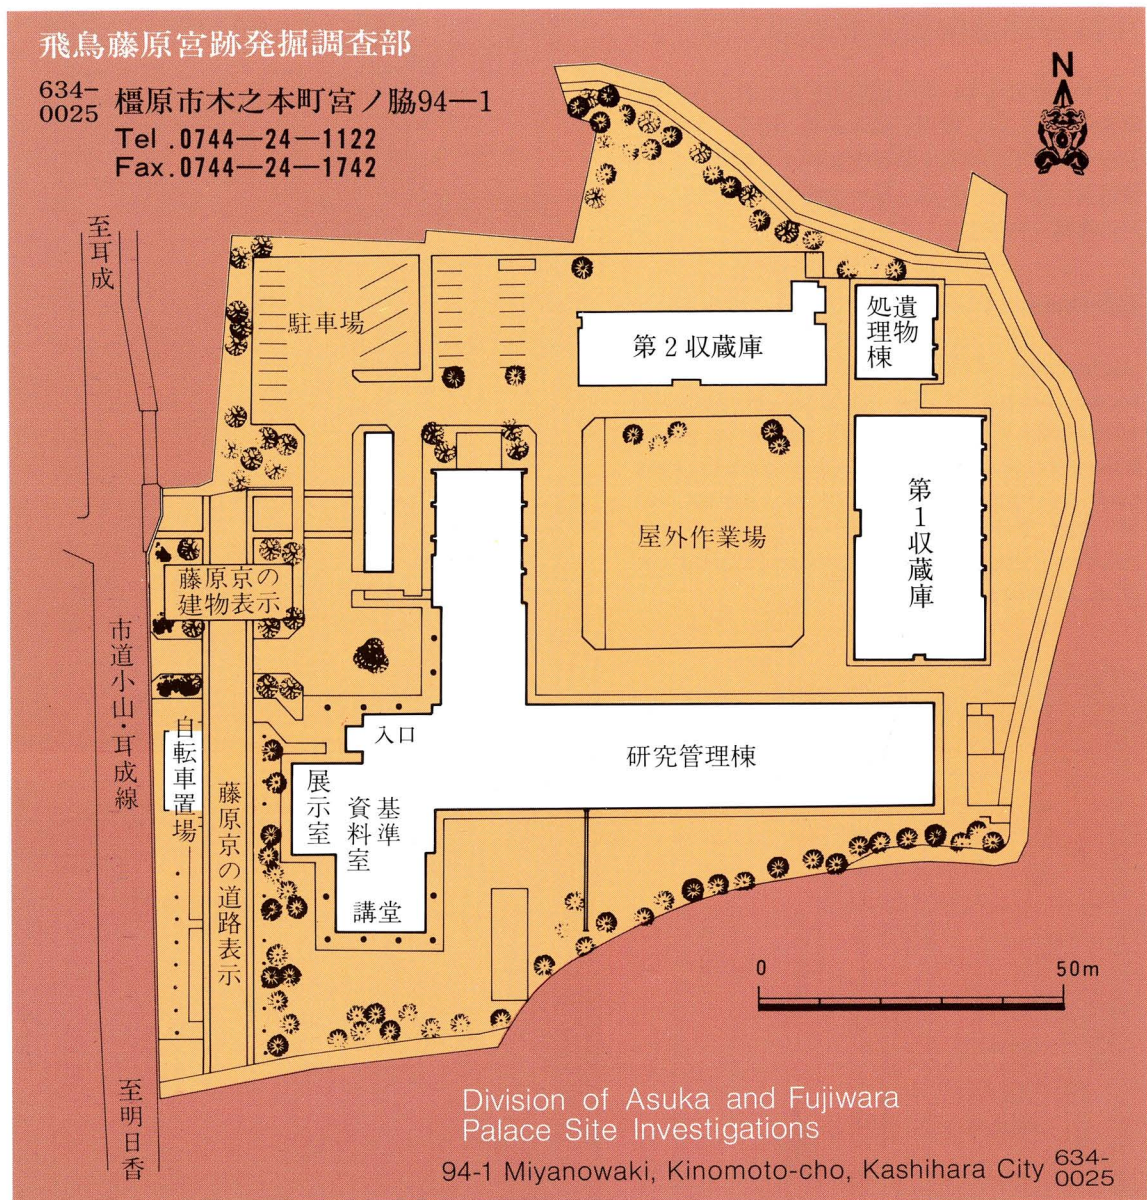 飛鳥藤原宮跡発掘調査部
634-
0025
橿原市木之本町宮ノ脇94—1
Tel .0744—24—1122
Fax.0744—24—1742
N
至耳成
駐車場
第2収蔵庫
遺物
処理棟
第1収蔵庫
屋外作業場
藤原京の
建物表示
市道小山・耳成線
自転車置場
藤原京の道路表示
入口
研究管理棟
展示室
基準
資料室
講堂
0
50m
至明日香
Division of Asuka and Fujiwara
Palace Site Investigations
94-1 Miyanowaki, Kinomoto-cho, Kashihara City
634-
0025